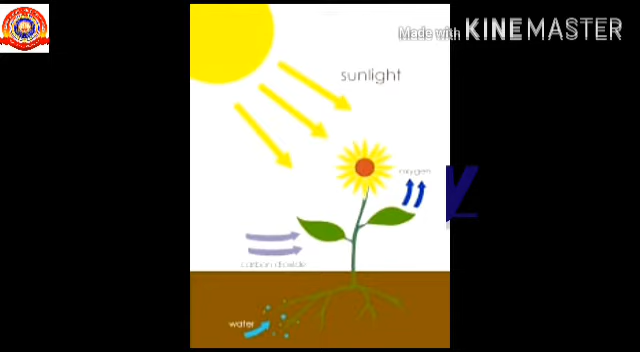 Made with KINEMASTER
sunlight
oxygen
carbon dioxide
water